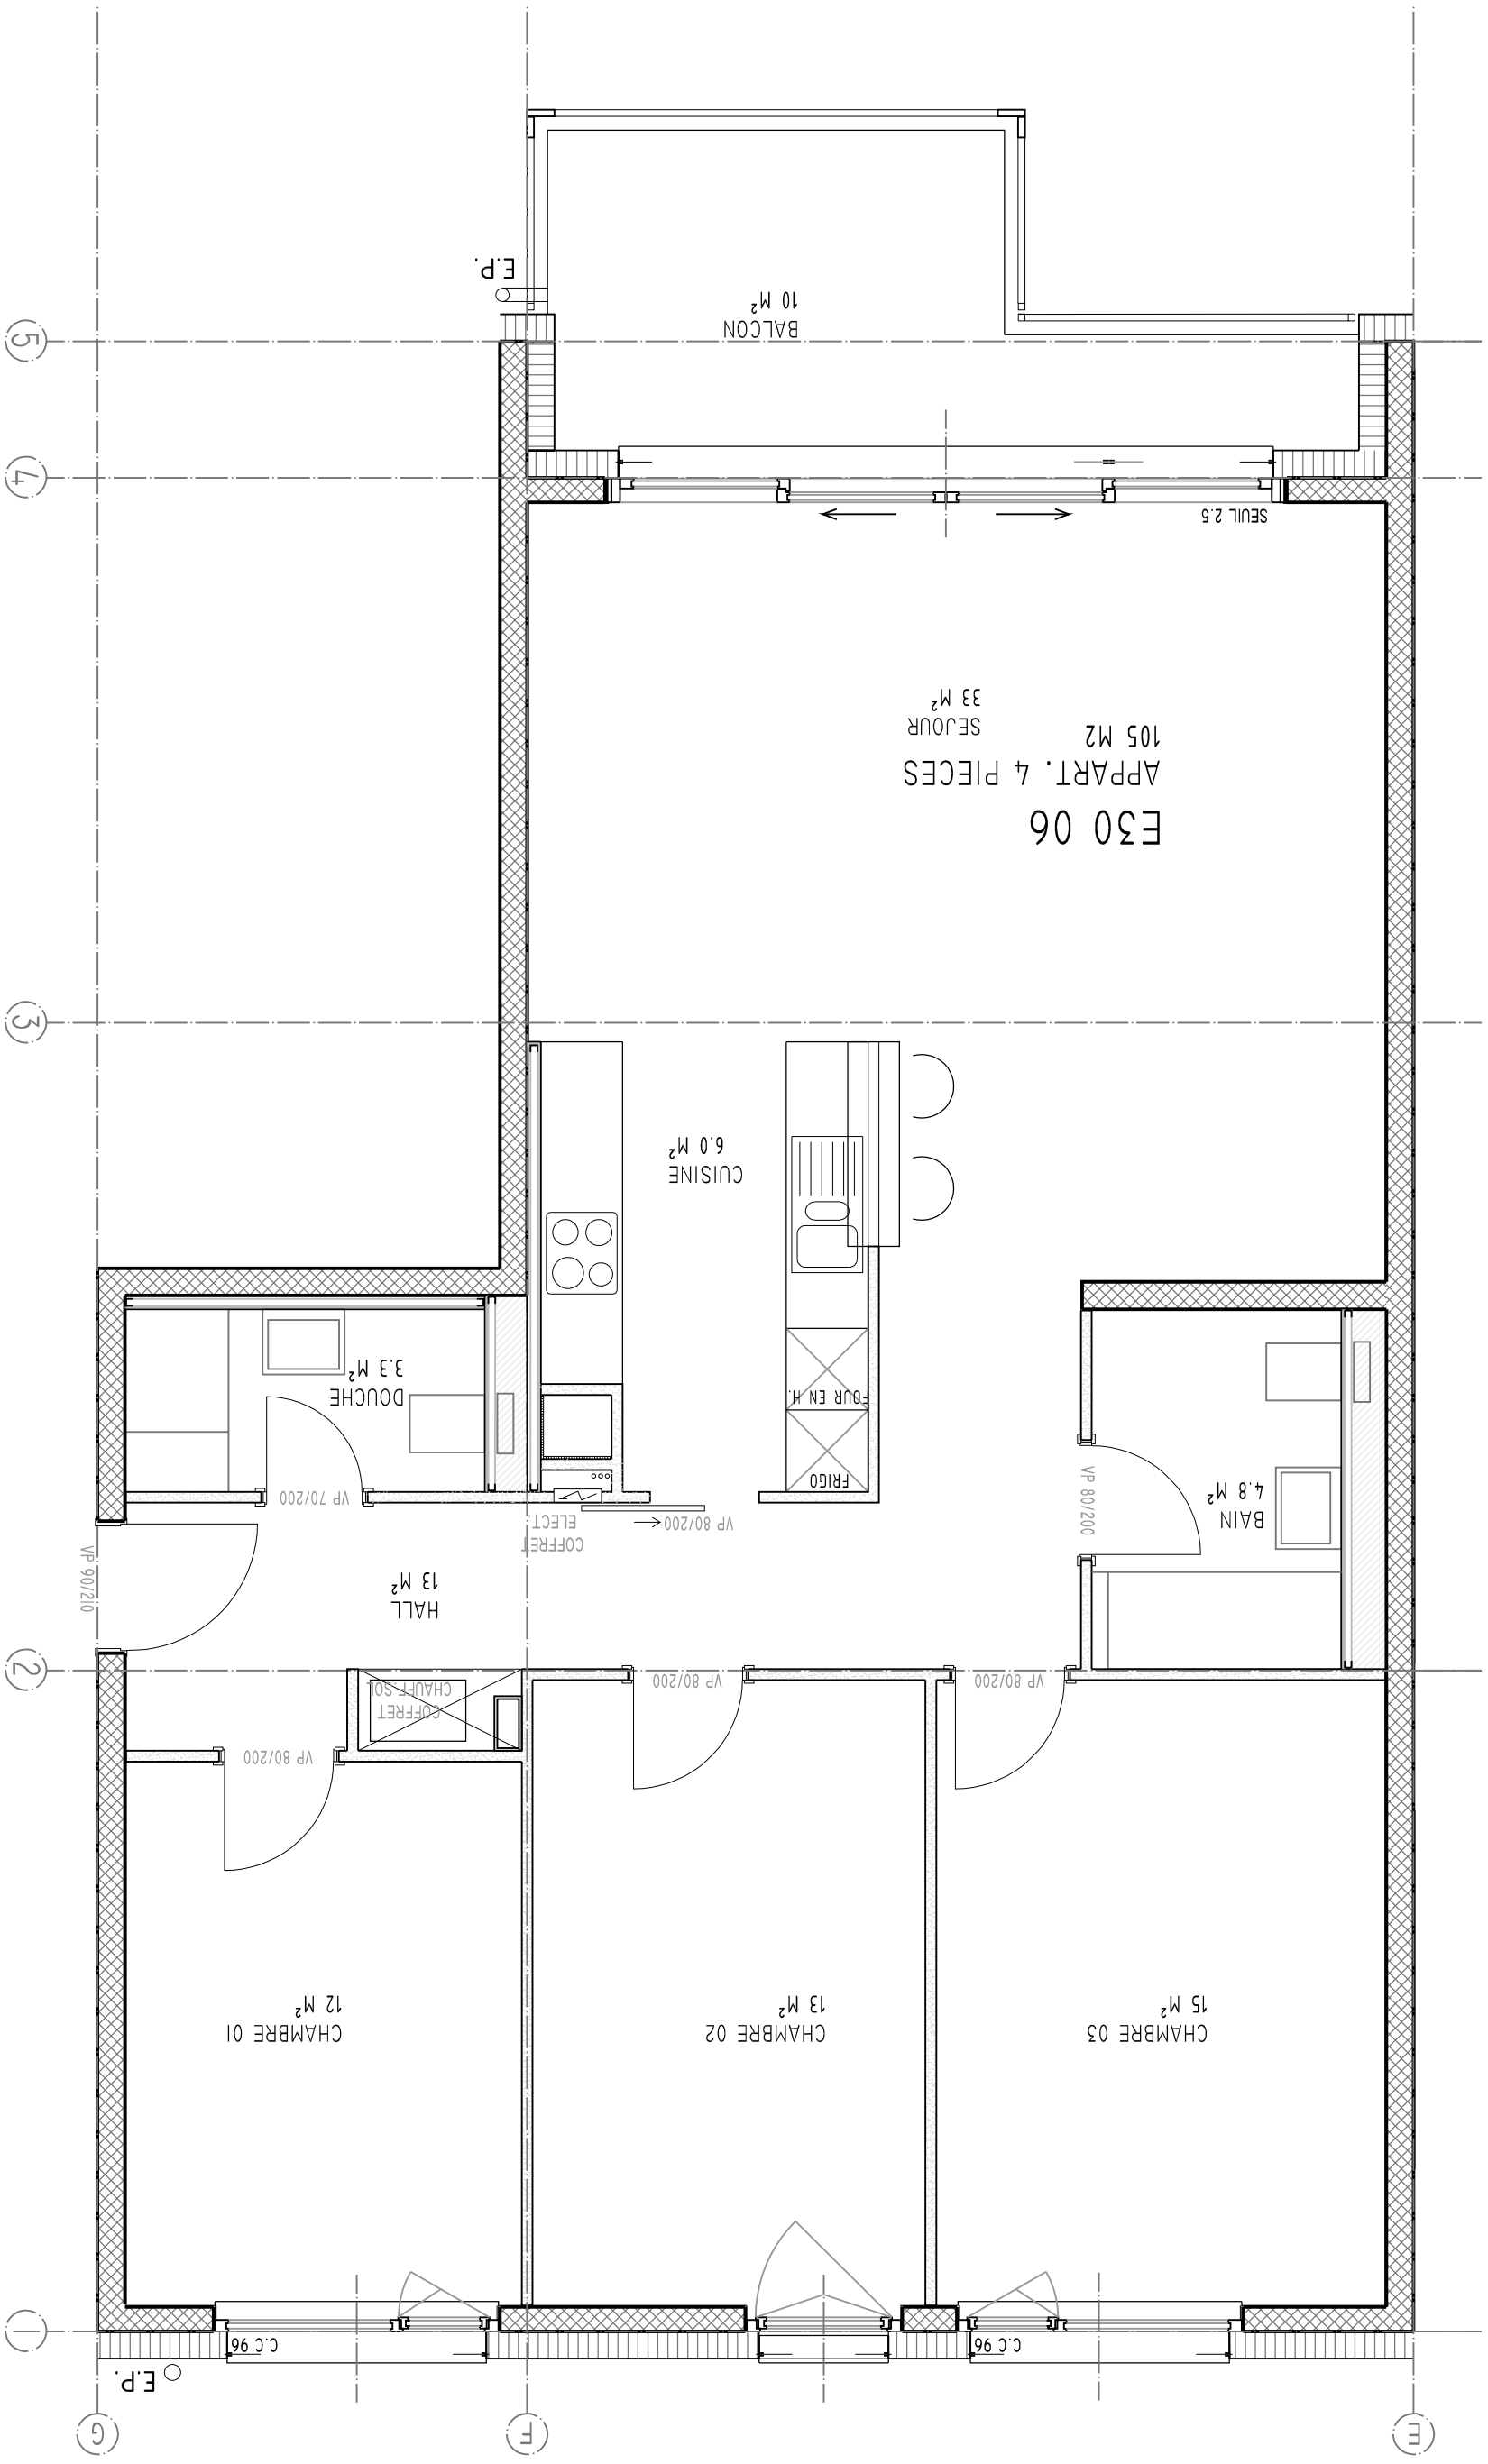 E
F
G
E.P.
C.C 96
C.C 96
1
CHAMBRE 03
15 M²
CHAMBRE 02
13 M²
CHAMBRE 01
12 M²
VP 80/200
COFFRET
CHAUFF.SOL
VP 80/200
VP 80/200
2
HALL
13 M²
VP 90/210
BAIN
4.8 M²
VP 80/200
VP 80/200
COFFRET
ELECT.
VP 70/200
FRIGO
FOUR EN H.
DOUCHE
3.3 M²
CUISINE
6.0 M²
3
E30 06
APPART. 4 PIECES
105 M2
SEJOUR
33 M²
SEUIL 2.5
4
5
BALCON
10 M²
E.P.